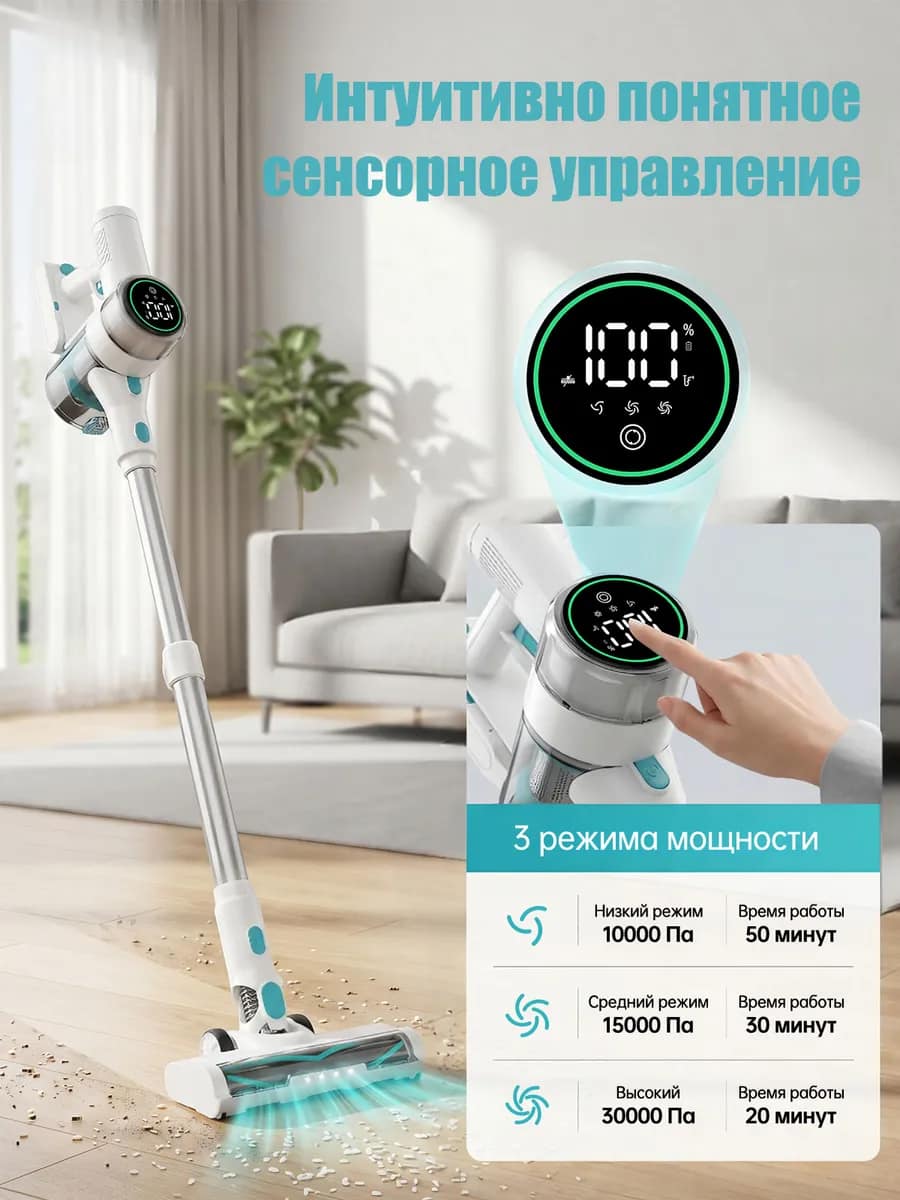 Интуитивно понятное
сенсорное управление
100%
3 режима мощности
Низкий режим
10000 Па
Время работы
50 минут
Средний режим
15000 Па
Время работы
30 минут
Высокий
30000 Па
Время работы
20 минут